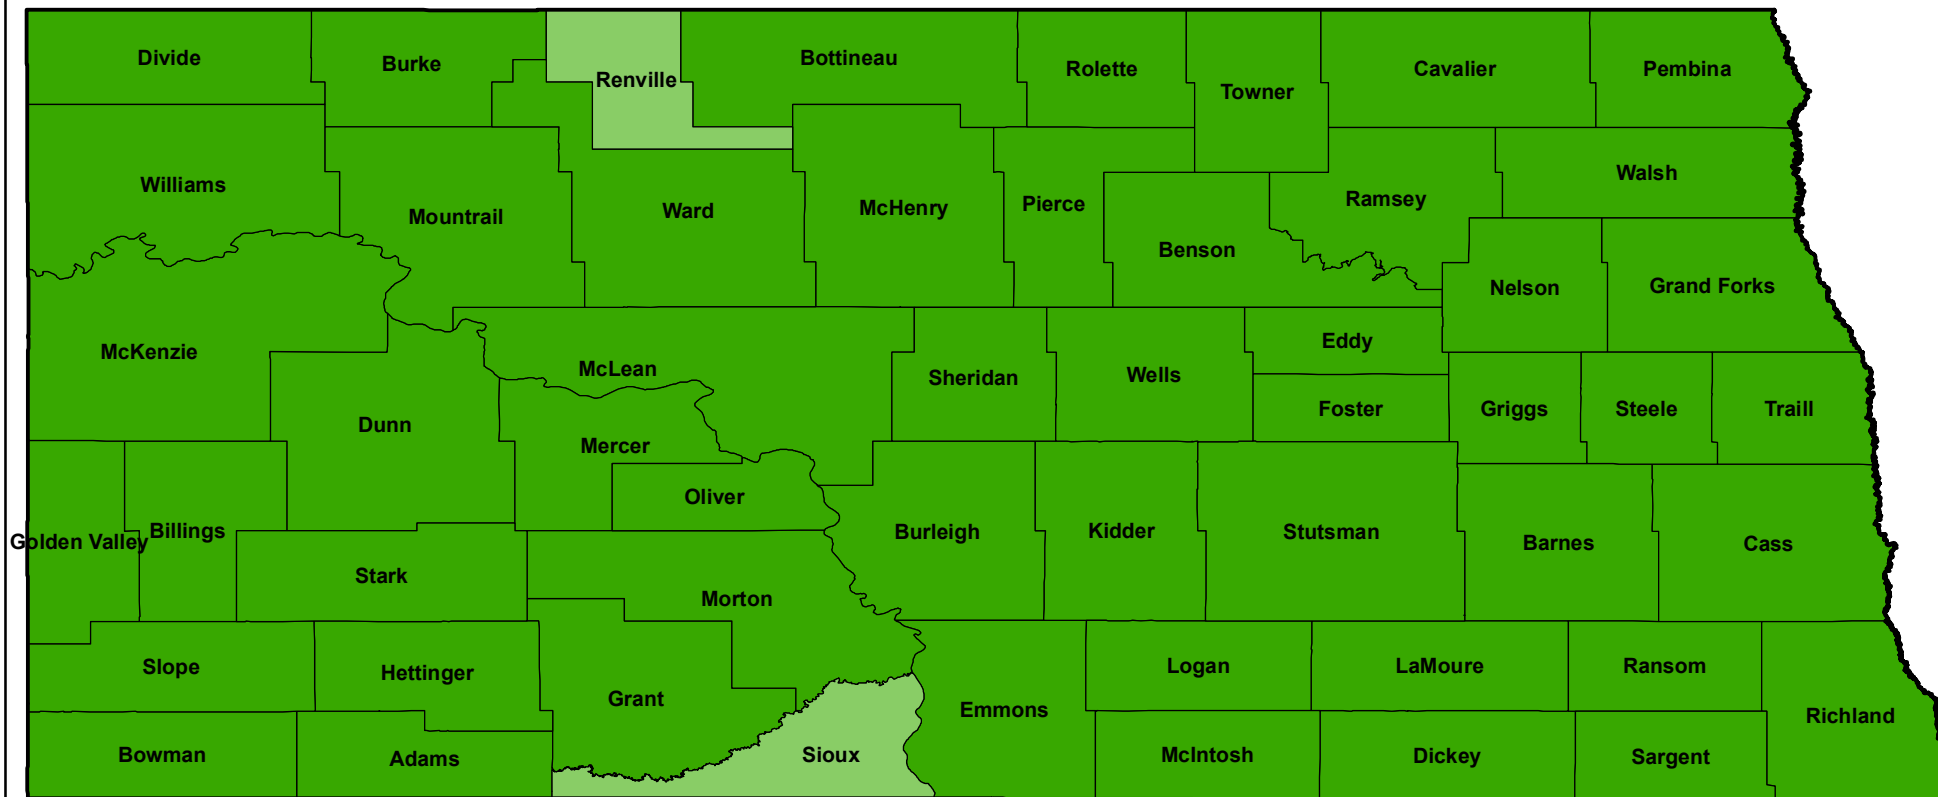 Divide
Burke
Renville
Bottineau
Rolette
Towner
Cavalier
Pembina
Williams
Mountrail
Ward
McHenry
Pierce
Benson
Ramsey
Walsh
Nelson
Grand Forks
McKenzie
Dunn
McLean
Mercer
Oliver
Sheridan
Wells
Eddy
Foster
Griggs
Steele
Traill
Golden Valley
Billings
Stark
Morton
Burleigh
Kidder
Stutsman
Barnes
Cass
Slope
Hettinger
Grant
Sioux
Emmons
Logan
LaMoure
Ransom
Richland
Bowman
Adams
McIntosh
Dickey
Sargent